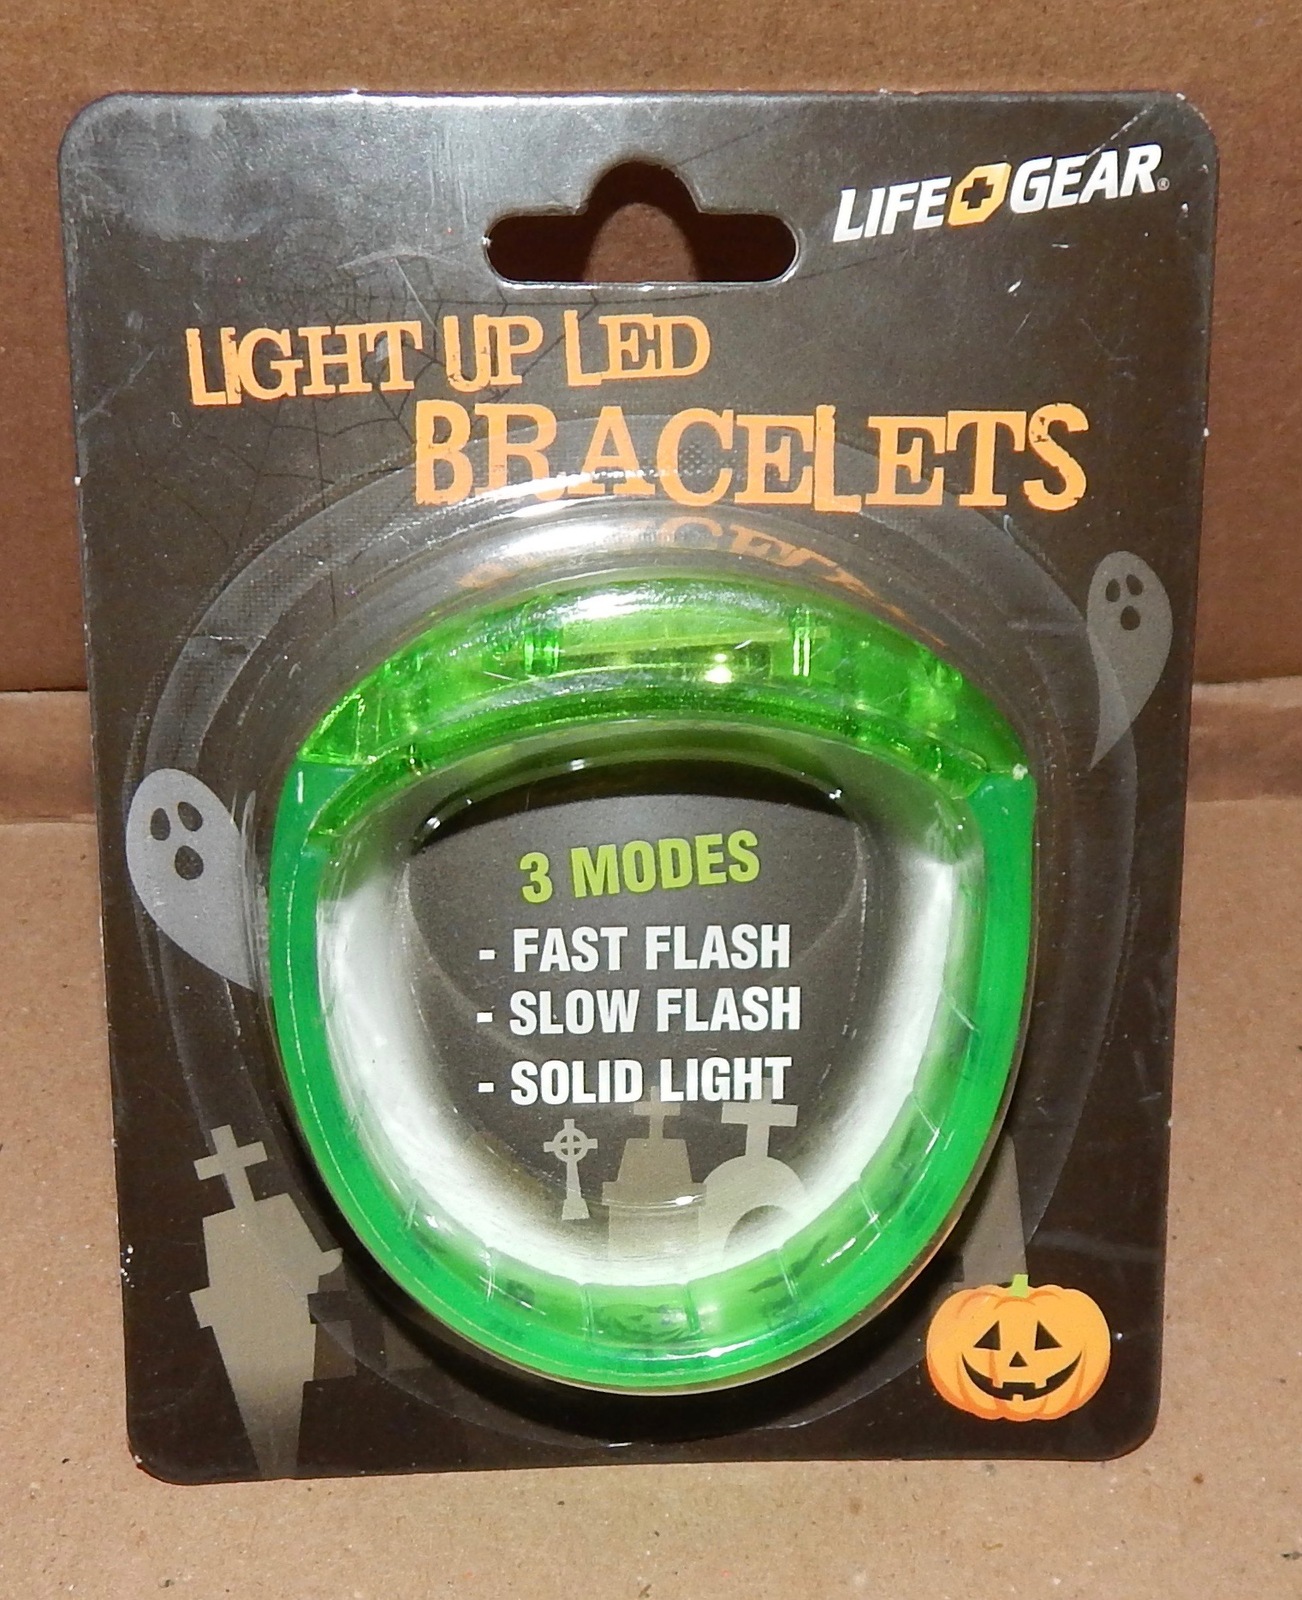 LIFE GEAR®
LIGHT UP LED
BRACELETS
3 MODES
- FAST FLASH
- SLOW FLASH
- SOLID LIGHT